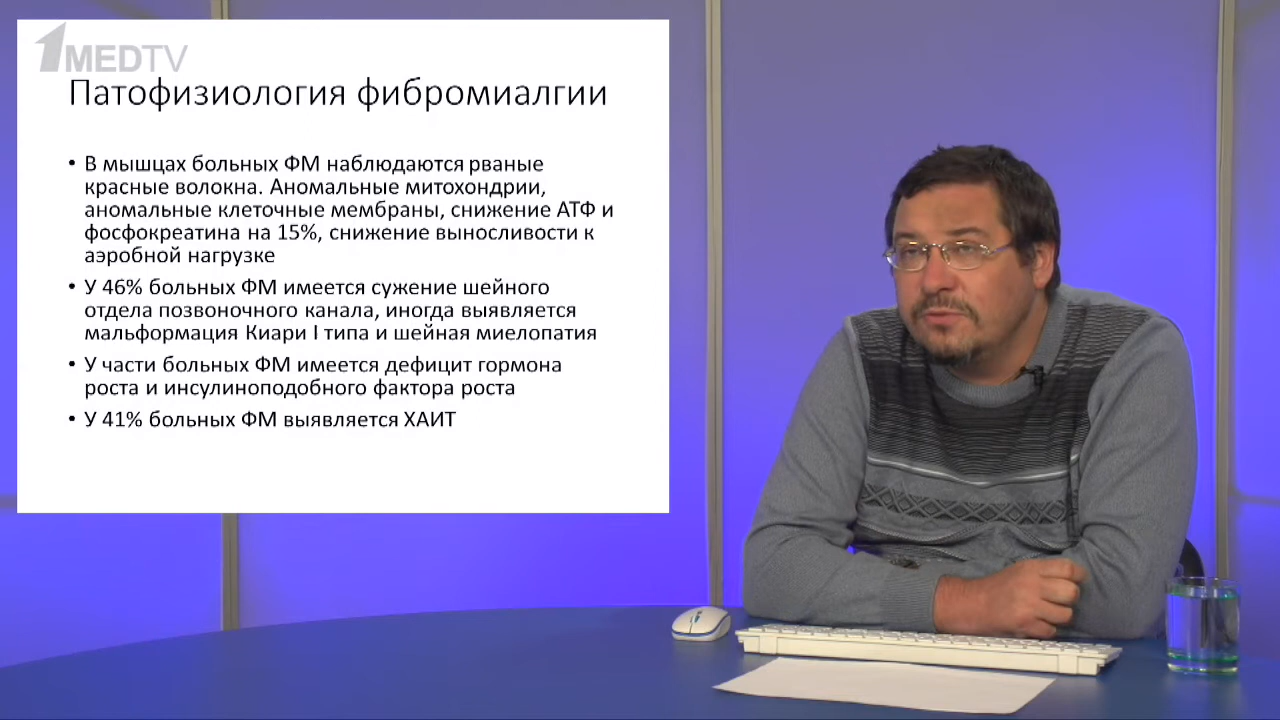 1MEDTV
Патофизиология фибромиалгии
• В мышцах больных ФМ наблюдаются рваные
красные волокна. Аномальные митохондрии,
аномальные клеточные мембраны, снижение АТФ и
фосфокреатина на 15%, снижение выносливости к
аэробной нагрузке
• У 46% больных ФМ имеется сужение шейного
отдела позвоночного канала, иногда выявляется
мальформация Киари I типа и шейная миелопатия
• У части больных ФМ имеется дефицит гормона
роста и инсулиноподобного фактора роста
• У 41% больных ФМ выявляется ХАИТ